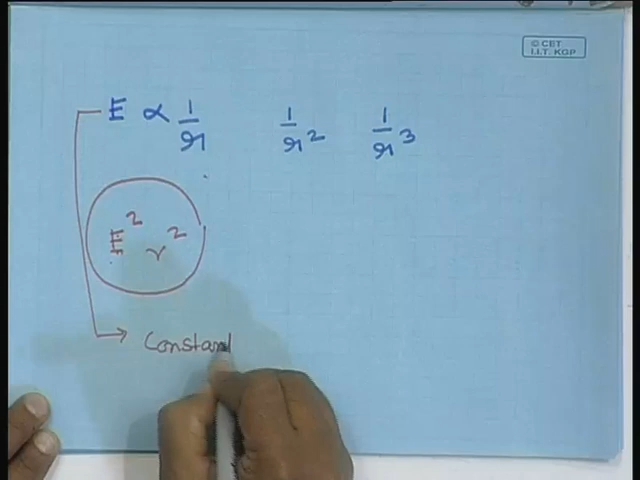 © CET
I.I.T. KGP
E ∝ 1/r 1/r² 1/r³
E² r²
Constant